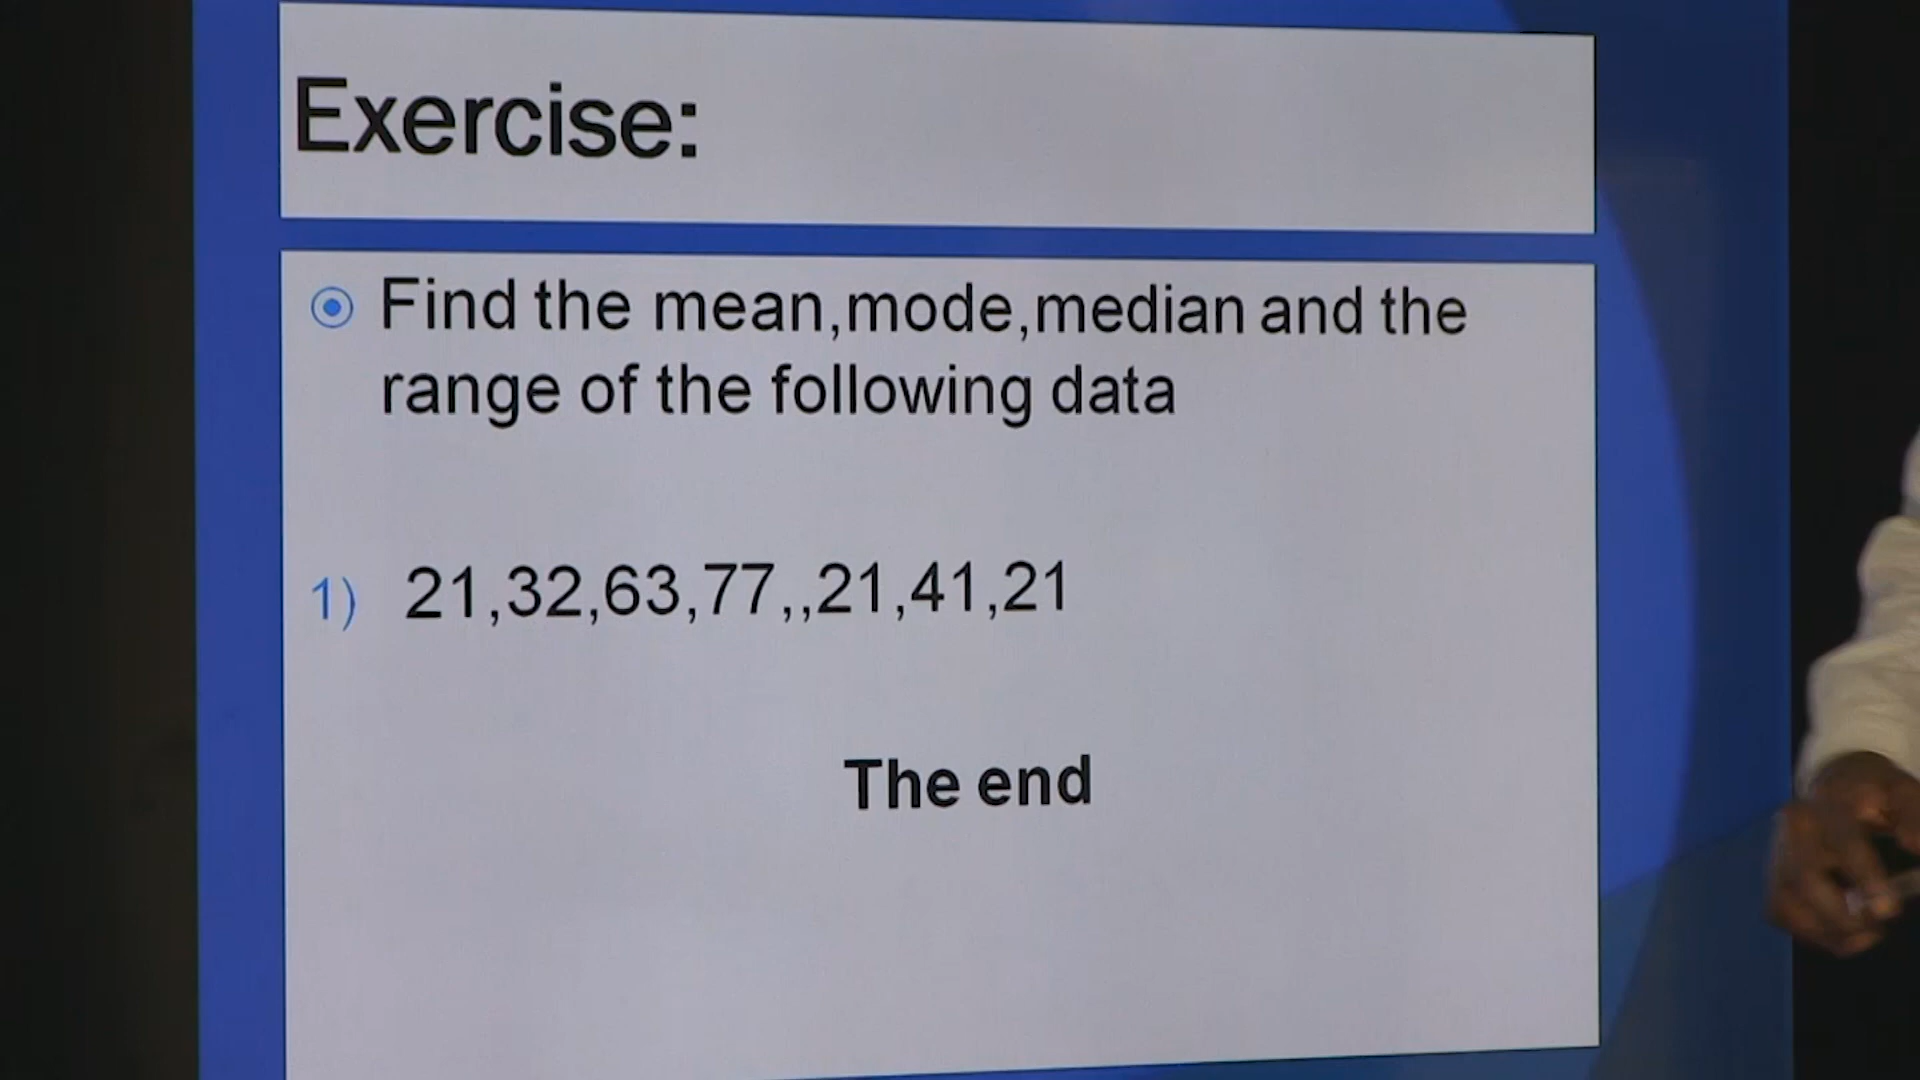 Exercise:
Find the mean,mode,median and the
range of the following data
1) 21,32,63,77,,21,41,21
The end